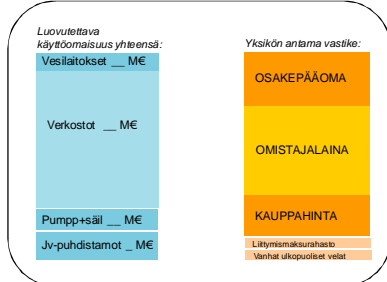 Luovutettava
käyttöomaisuus yhteensä:
Vesilaitokset __ M€
Verkostot __ M€
Pumpp+säil __ M€
Jv-puhdistamot _ M€
Yksikön antama vastike:
OSAKEPÄÄOMA
OMISTAJALAINA
KAUPPAHINTA
Liittymismaksurahasto
Vanhat ulkopuoliset velat